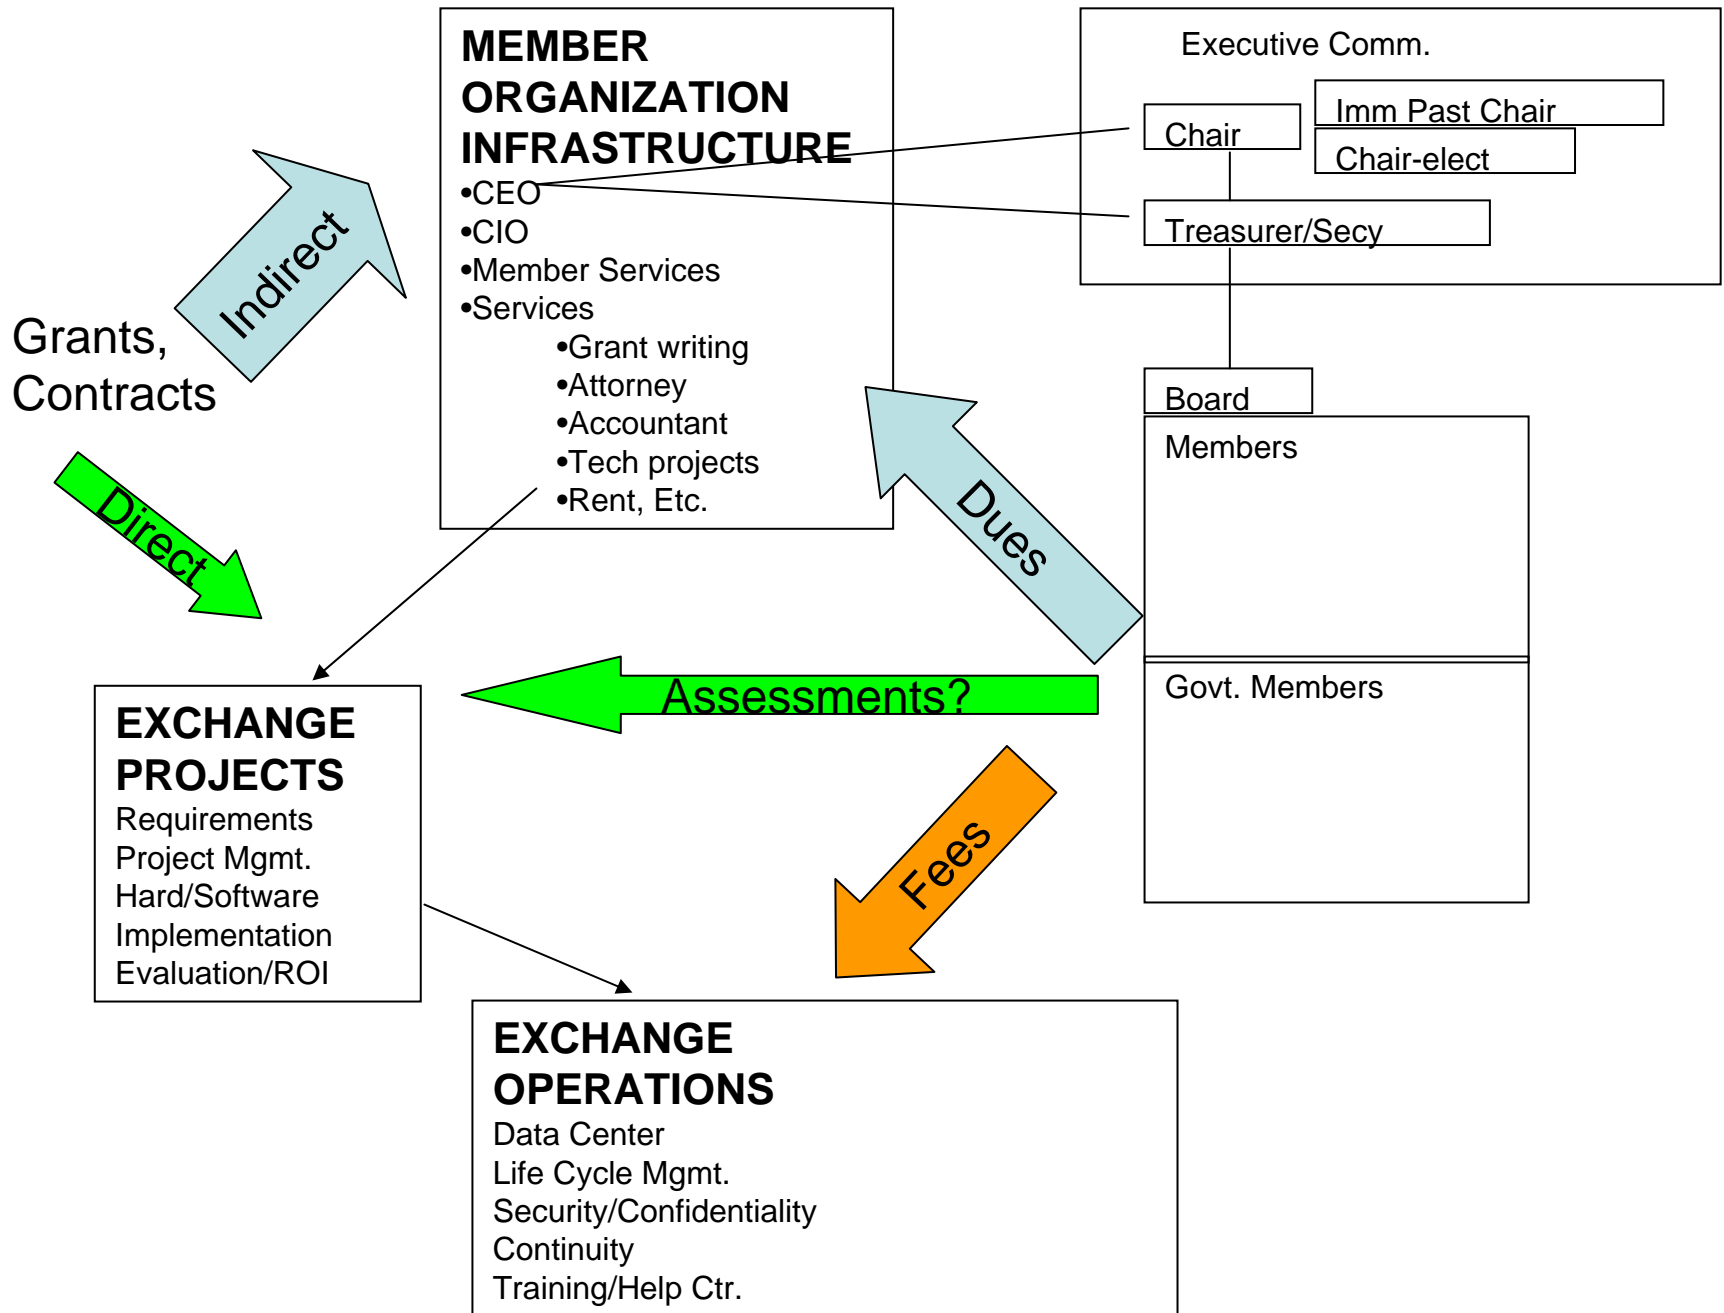 MEMBER
ORGANIZATION
INFRASTRUCTURE
•CEO
•CIO
•Member Services
•Services
•Grant writing
•Attorney
•Accountant
•Tech projects
•Rent, Etc.
Executive Comm.
Chair
Imm Past Chair
Chair-elect
Treasurer/Secy
Board
Members
Govt. Members
Indirect
Grants,
Contracts
Direct
Dues
Assessments?
Fees
EXCHANGE
PROJECTS
Requirements
Project Mgmt.
Hard/Software
Implementation
Evaluation/ROI
EXCHANGE
OPERATIONS
Data Center
Life Cycle Mgmt.
Security/Confidentiality
Continuity
Training/Help Ctr.